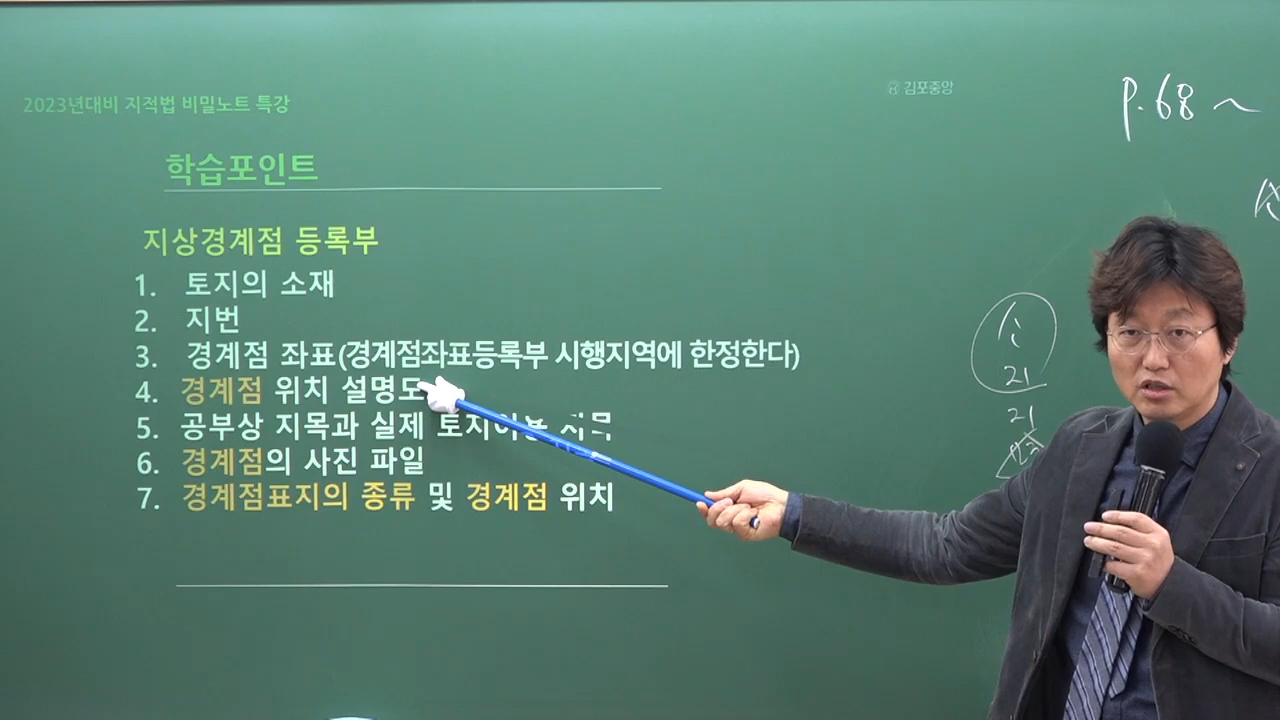 2023년대비 지적법 비밀노트 특강
김포중앙
P. 68 ~
학습포인트
지상경계점 등록부
1. 토지의 소재
2. 지번
3. 경계점 좌표(경계점좌표등록부 시행지역에 한정한다)
4. 경계점 위치 설명도
5. 공부상 지목과 실제 토지이용 지목
6. 경계점의 사진 파일
7. 경계점표지의 종류 및 경계점 위치